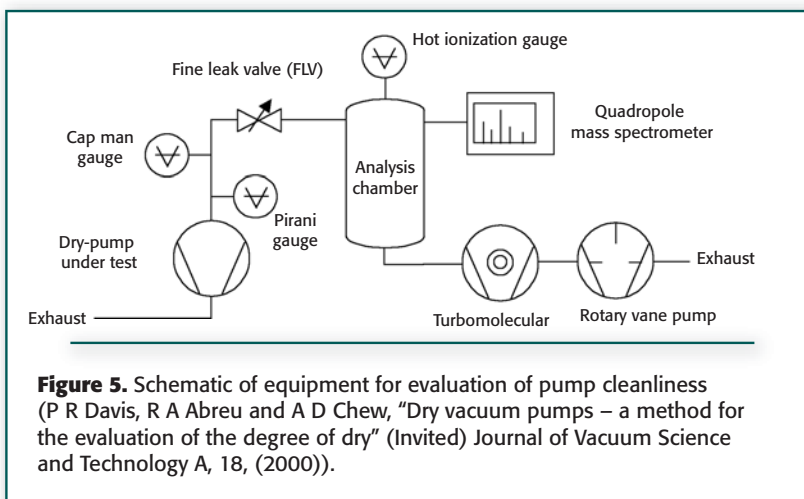 Hot ionization gauge
Fine leak valve (FLV)
Quadropole
mass spectrometer
Cap man
gauge
Analysis
chamber
Pirani
gauge
Dry-pump
under test
Exhaust
Exhaust
Turbomolecular
Rotary vane pump
Figure 5. Schematic of equipment for evaluation of pump cleanliness
(P R Davis, R A Abreu and A D Chew, “Dry vacuum pumps – a method for
the evaluation of the degree of dry” (Invited) Journal of Vacuum Science
and Technology A, 18, (2000)).